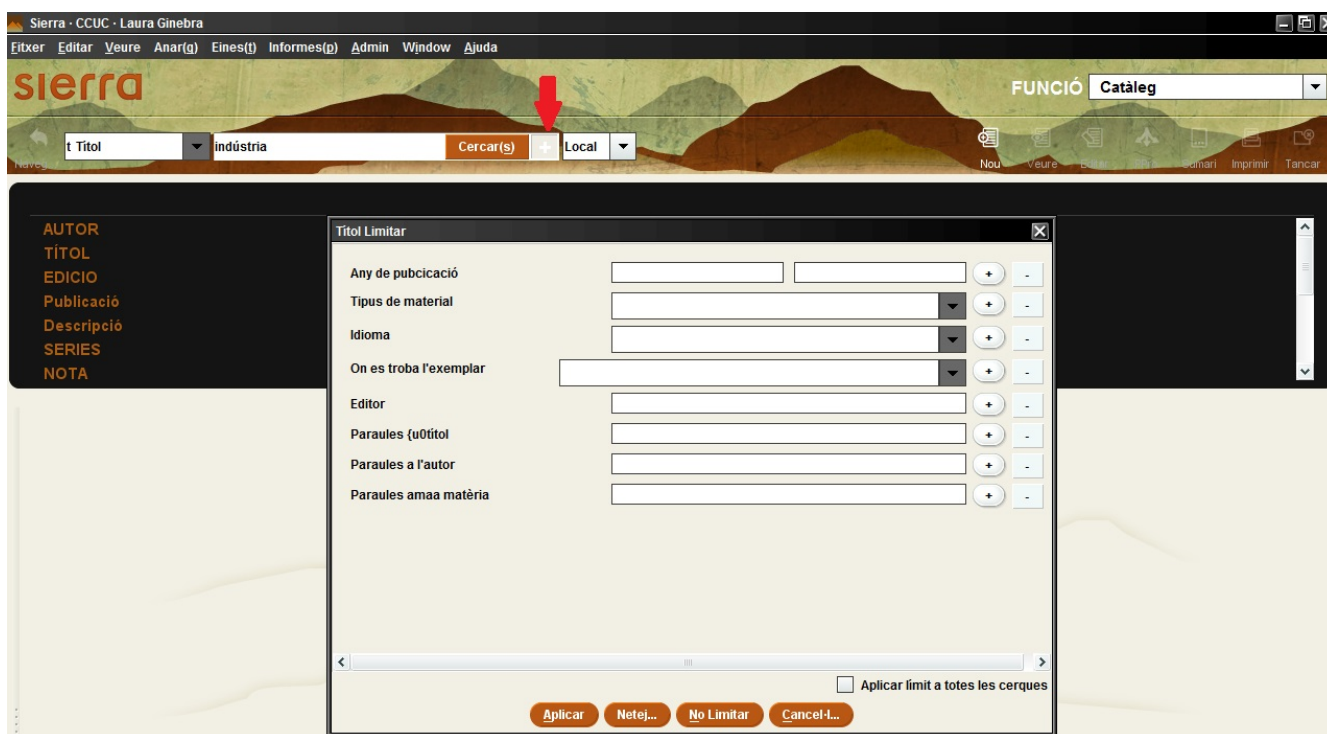 Sierra · CCUC · Laura Ginebra
Fitxer Editar Veure Anar(g) Eines(t) Informes(p) Admin Window Ajuda
sierra
FUNCIÓ Catàleg
t Títol indústria Cercar(s) + Local
Nou Veure Editar Sumari Imprimir Tancar
AUTOR
TÍTOL
EDICIO
Publicació
Descripció
SERIES
NOTA
Títol Limitar
Any de pubcicació + -
Tipus de material + -
Idioma + -
On es troba l'exemplar + -
Editor + -
Paraules {u0títol + -
Paraules a l'autor + -
Paraules amaa matèria + -
Aplicar lìmit a totes les cerques
Aplicar Netej... No Limitar Cancel·l...